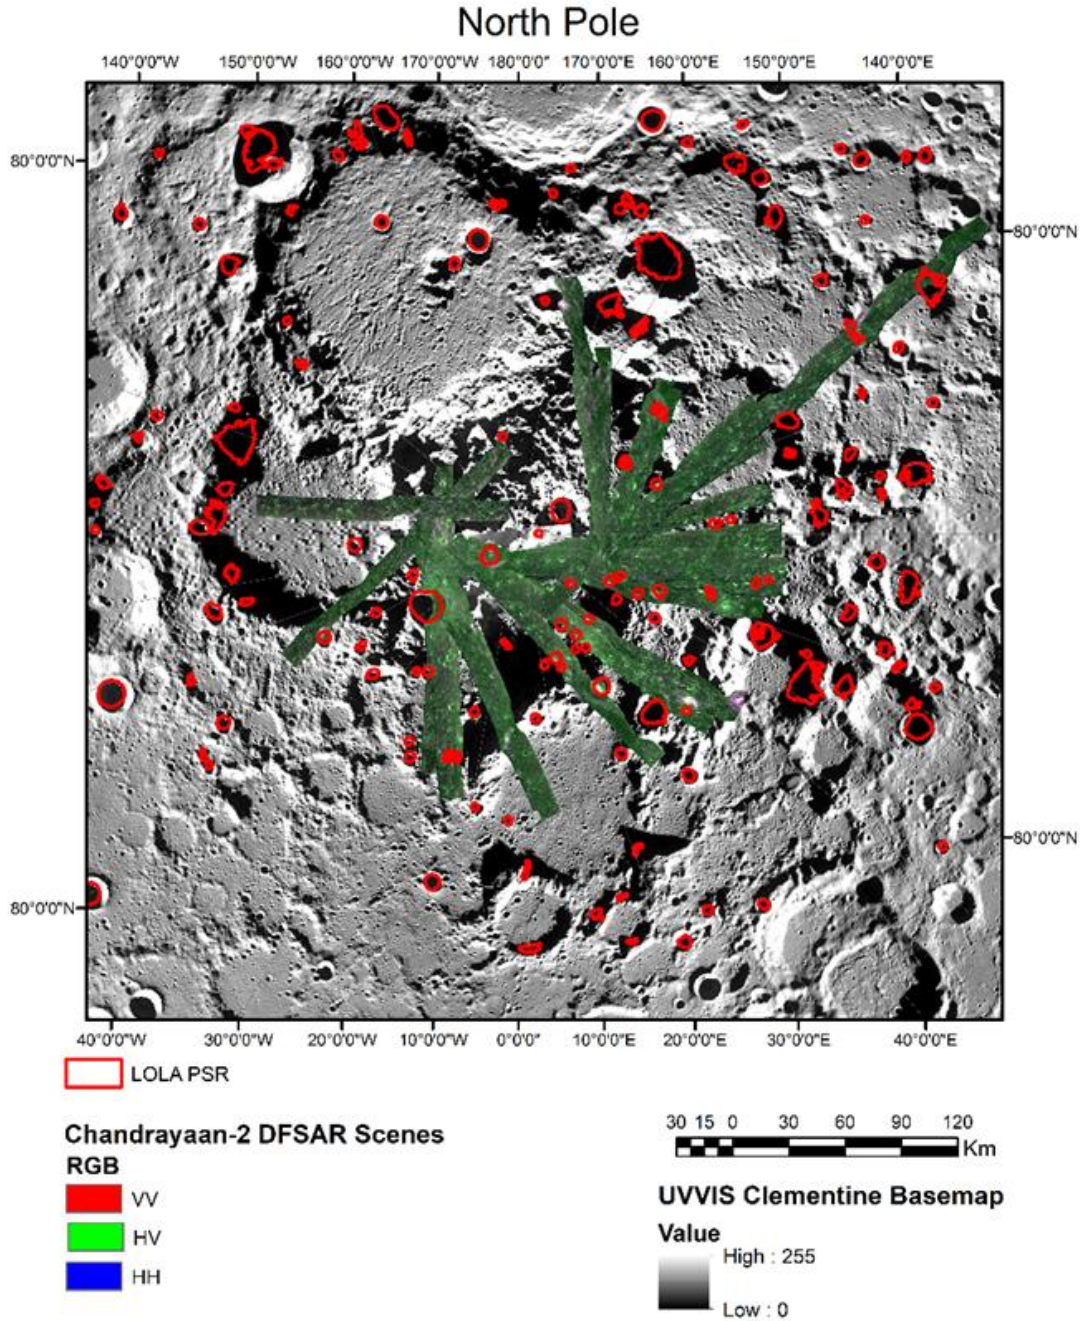 North Pole
140°0'0"W 150°0'0"W 160°0'0"W 170°0'0"W 180°0'0"E 170°0'0"E 160°0'0"E 150°0'0"E 140°0'0"E
80°0'0"N
80°0'0"N
80°0'0"N
80°0'0"N
40°0'0"W 30°0'0"W 20°0'0"W 10°0'0"W 0°0'0" 10°0'0"E 20°0'0"E 30°0'0"E 40°0'0"E
LOLA PSR
Chandrayaan-2 DFSAR Scenes
RGB
VV
HV
HH
30 15 0 30 60 90 120
Km
UVVIS Clementine Basemap
Value
High : 255
Low : 0